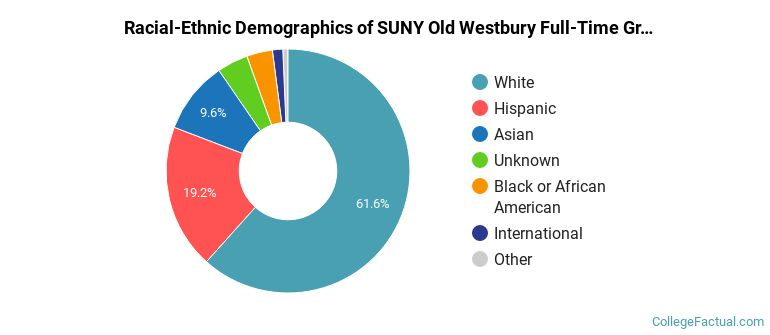 Racial-Ethnic Demographics of SUNY Old Westbury Full-Time Gr...
9.6%
19.2%
61.6%
White
Hispanic
Asian
Unknown
Black or African
American
International
Other
CollegeFactual.com